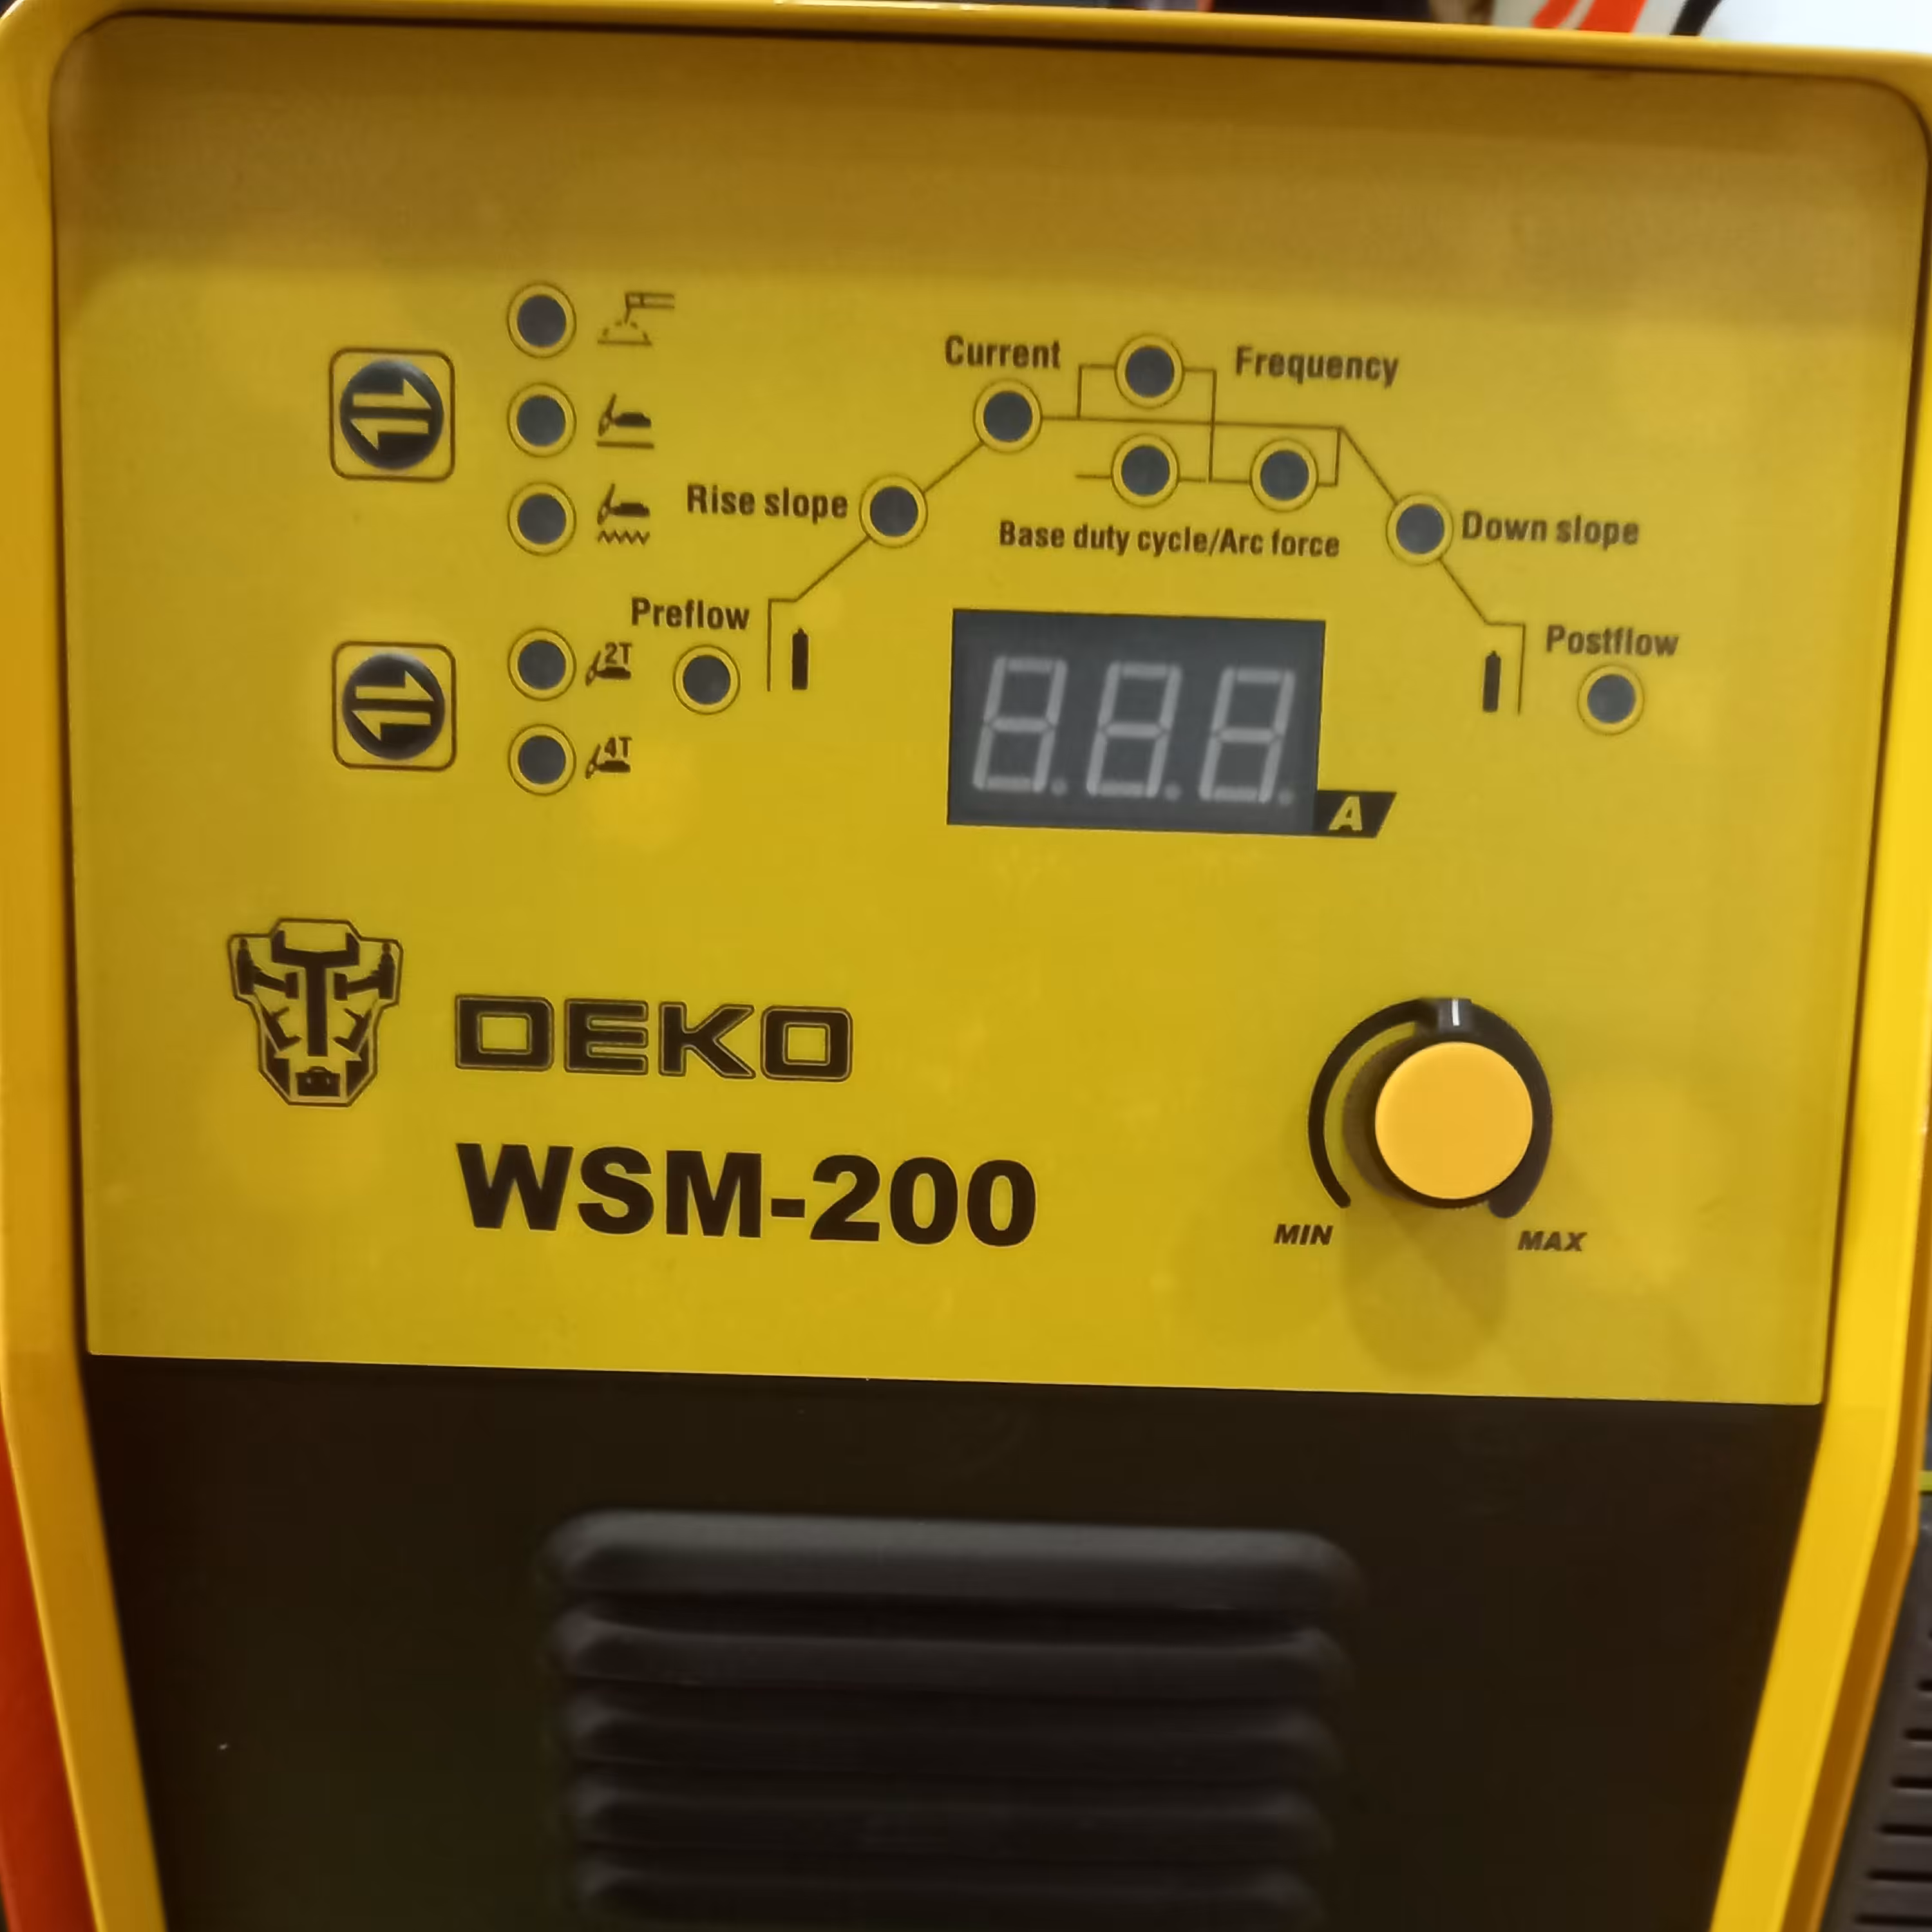 Current
Frequency
Rise slope
Base duty cycle/Arc force
Down slope
Preflow
2T
Postflow
4T
A
DEKO
WSM-200
MIN
MAX